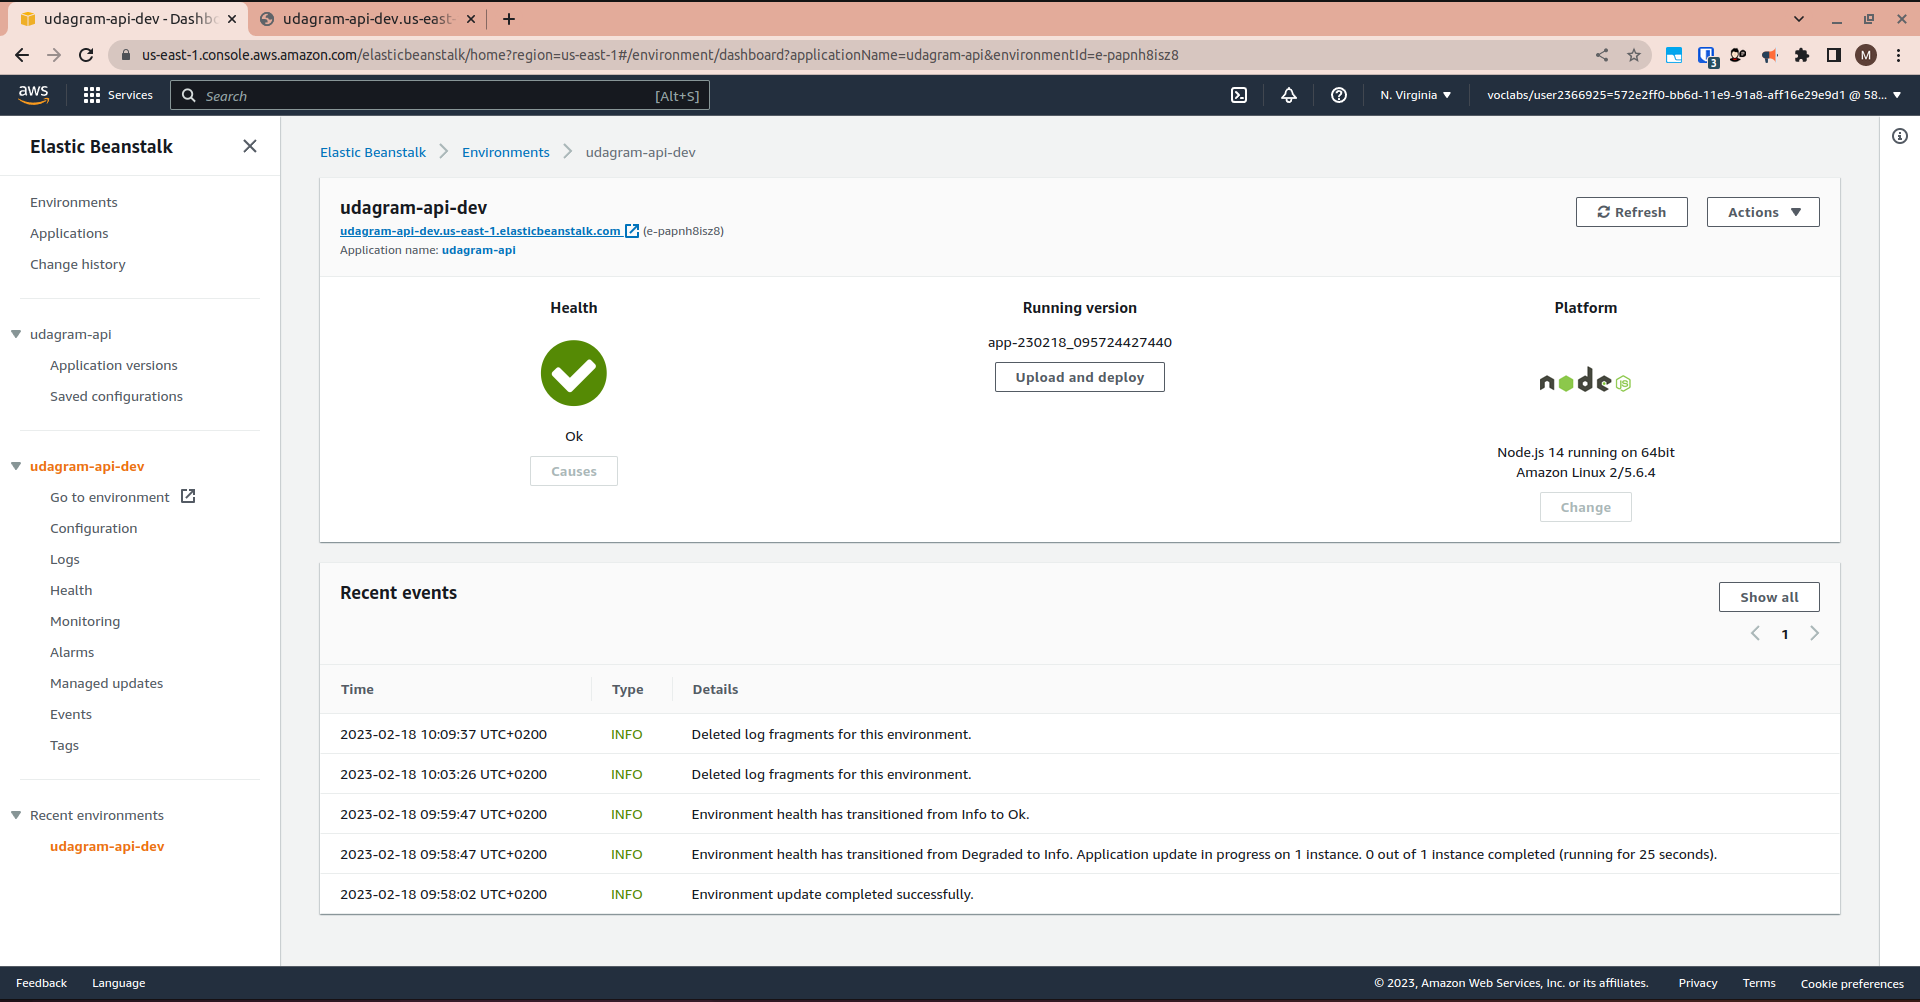 udagram-api-dev - Dashbo
udagram-api-dev.us-east-
us-east-1.console.aws.amazon.com/elasticbeanstalk/home?region=us-east-1#/environment/dashboard?applicationName=udagram-api&environmentId=e-papnh8isz8
3
M
aws
Services
Search
[Alt+S]
N. Virginia
voclabs/user2366925=572e2ff0-bb6d-11e9-91a8-aff16e29e9d1 @ 58...
Elastic Beanstalk
Environments
Applications
Change history
udagram-api
Application versions
Saved configurations
udagram-api-dev
Go to environment
Configuration
Logs
Health
Monitoring
Alarms
Managed updates
Events
Tags
Recent environments
udagram-api-dev
Elastic Beanstalk
Environments
udagram-api-dev
udagram-api-dev
udagram-api-dev.us-east-1.elasticbeanstalk.com (e-papnh8isz8)
Application name: udagram-api
Refresh
Actions
Health
Ok
Causes
Running version
app-230218_095724427440
Upload and deploy
Platform
node JS
Node.js 14 running on 64bit
Amazon Linux 2/5.6.4
Change
Recent events
Show all
1
Time Type Details
2023-02-18 10:09:37 UTC+0200 INFO Deleted log fragments for this environment.
2023-02-18 10:03:26 UTC+0200 INFO Deleted log fragments for this environment.
2023-02-18 09:59:47 UTC+0200 INFO Environment health has transitioned from Info to Ok.
2023-02-18 09:58:47 UTC+0200 INFO Environment health has transitioned from Degraded to Info. Application update in progress on 1 instance. 0 out of 1 instance completed (running for 25 seconds).
2023-02-18 09:58:02 UTC+0200 INFO Environment update completed successfully.
Feedback
Language
© 2023, Amazon Web Services, Inc. or its affiliates.
Privacy
Terms
Cookie preferences